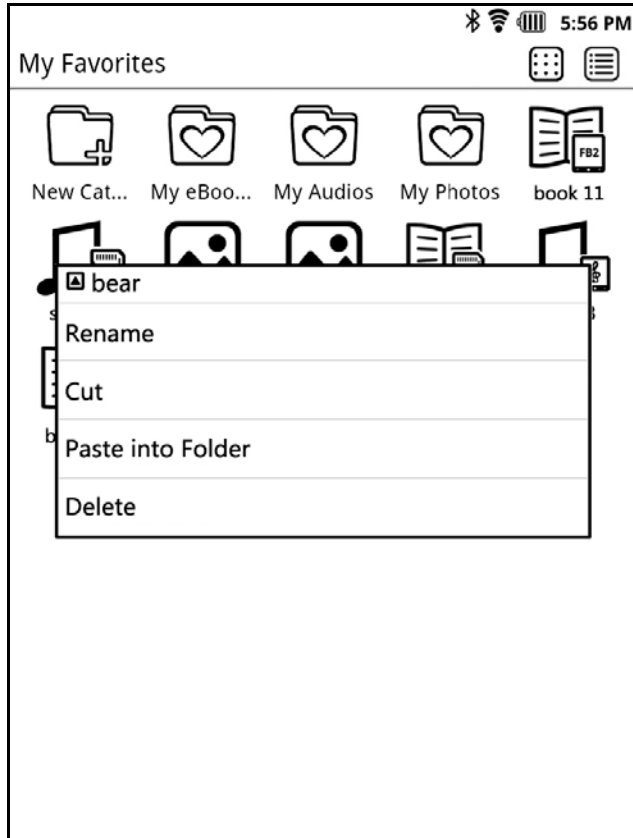 5:56 PM
My Favorites
New Cat... My eBoo... My Audios My Photos book 11
FB2
bear
Rename
Cut
Paste into Folder
Delete